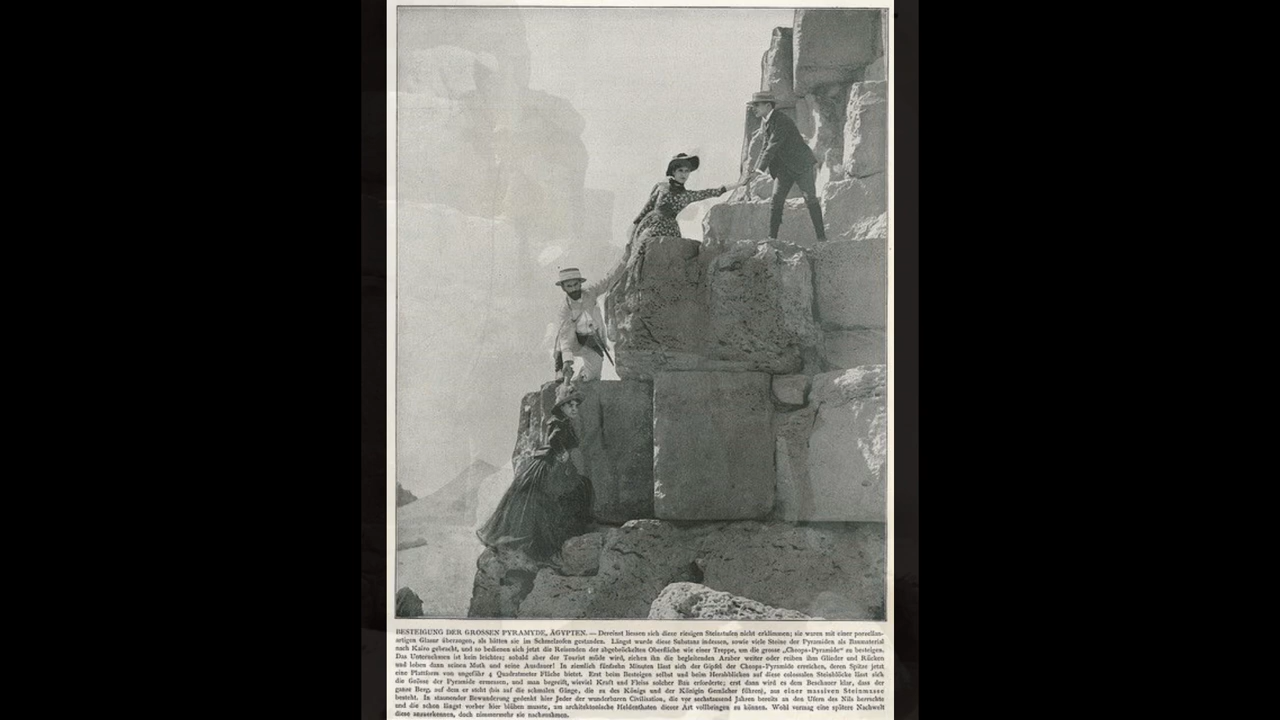 BESTEIGUNG DER GROSSEN PYRAMYDE, ÄGYPTEN. — Dereinst liessen sich diese riesigen Steinstufen nicht erklimmen; sie waren mit einer porzellan-
artigen Glasur überzogen, als hätten sie im Schmelzofen gestanden. Längst wurde diese Substanz indessen, sowie viele Steine der Pyramiden als Baumaterial
nach Kairo gebracht, und so bedienen sich jetzt die Reisenden der abgebröckelten Oberfläche wie einer Treppe, um die grosse „Cheops-Pyramide“ zu besteigen.
Das Unternehmen ist kein leichtes; sobald aber der Tourist müde wird, ziehen ihn die begleitenden Araber weiter oder reiben ihm Glieder und Rücken
und loben dann seinen Muth und seine Ausdauer! In ziemlich fünfzehn Minuten lässt sich der Gipfel der Cheops-Pyramide erreichen, deren Spitze jetzt
eine Plattform von ungefähr 4 Quadratmeter Fläche bietet. Erst beim Besteigen selbst und beim Herabblicken auf diese colossalen Steinblöcke lässt sich
die Grösse der Pyramide ermessen, und man begreift, wieviel Kraft und Fleiss solcher Bau erforderte; erst dann wird es dem Beschauer klar, dass der
ganze Berg, auf dem er steht (bis auf die schmalen Gänge, die zu des Königs und der Königin Gemächer führen), aus einer massiven Steinmasse
besteht. In staunender Bewunderung gedenkt hier Jeder der wunderbaren Civilisation, die vor sechstausend Jahren bereits an den Ufern des Nils herrschte
und die schon längst vorher hier blühen musste, um architektonische Heldenthaten dieser Art vollbringen zu können. Wohl vermag eine spätere Nachwelt
diese anzuerkennen, doch nimmermehr sie nachzuahmen.